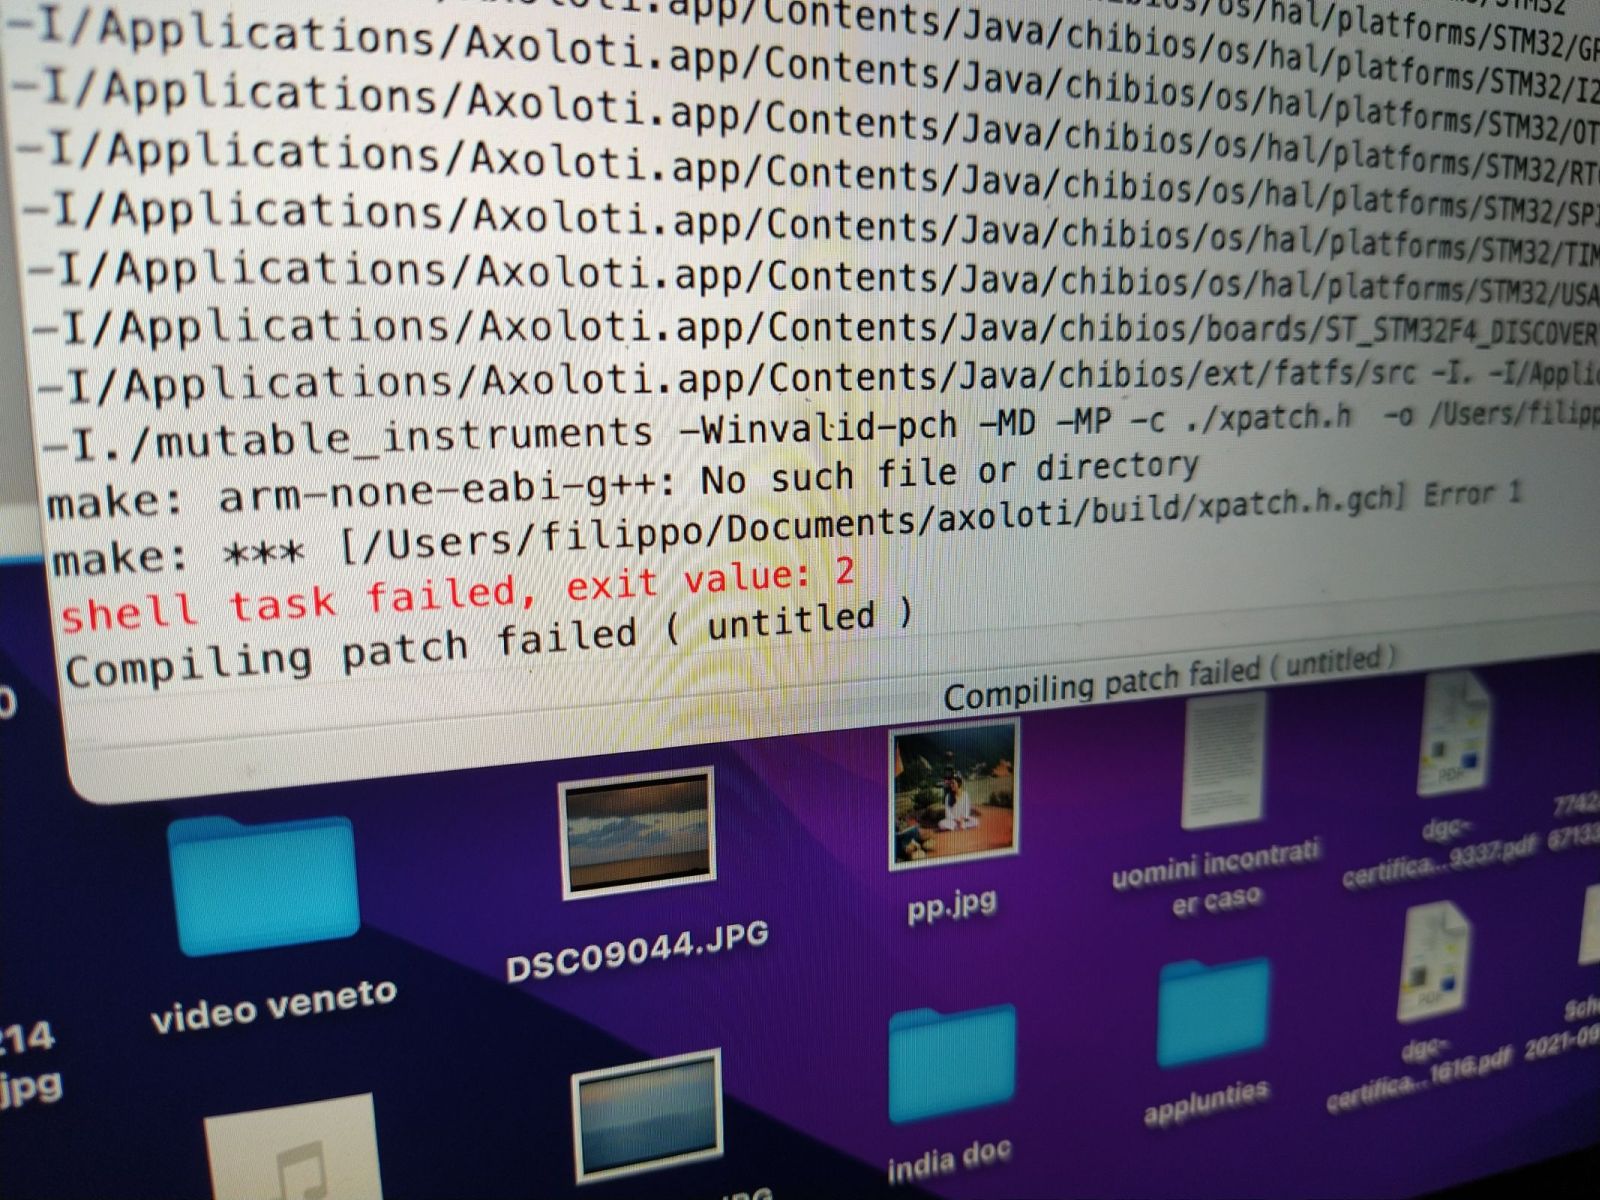 -I/Applications/Axoloti.app/Contents/Java/chibios/os/hal/platforms/STM32
-I/Applications/Axoloti.app/Contents/Java/chibios/os/hal/platforms/STM32/GP
-I/Applications/Axoloti.app/Contents/Java/chibios/os/hal/platforms/STM32/I2
-I/Applications/Axoloti.app/Contents/Java/chibios/os/hal/platforms/STM32/OT
-I/Applications/Axoloti.app/Contents/Java/chibios/os/hal/platforms/STM32/RT
-I/Applications/Axoloti.app/Contents/Java/chibios/os/hal/platforms/STM32/SPI
-I/Applications/Axoloti.app/Contents/Java/chibios/os/hal/platforms/STM32/TIM
-I/Applications/Axoloti.app/Contents/Java/chibios/os/hal/platforms/STM32/USA
-I/Applications/Axoloti.app/Contents/Java/chibios/boards/ST_STM32F4_DISCOVER
-I/Applications/Axoloti.app/Contents/Java/chibios/ext/fatfs/src -I. -I/Applic
-I./mutable_instruments -Winvalid-pch -MD -MP -c ./xpatch.h -o /Users/filipp
make: arm-none-eabi-g++: No such file or directory
make: *** [/Users/filippo/Documents/axoloti/build/xpatch.h.gch] Error 1
shell task failed, exit value: 2
Compiling patch failed ( untitled )
Compiling patch failed ( untitled )
0
video veneto
DSC09044.JPG
pp.jpg
uomini incontrati
er caso
PDF
dgc-
certifica...9337.pdf
7742
67133
214
jpg
india doc
applunties
PDF
dgc-
certifica...1616.pdf
Sch
2021-09